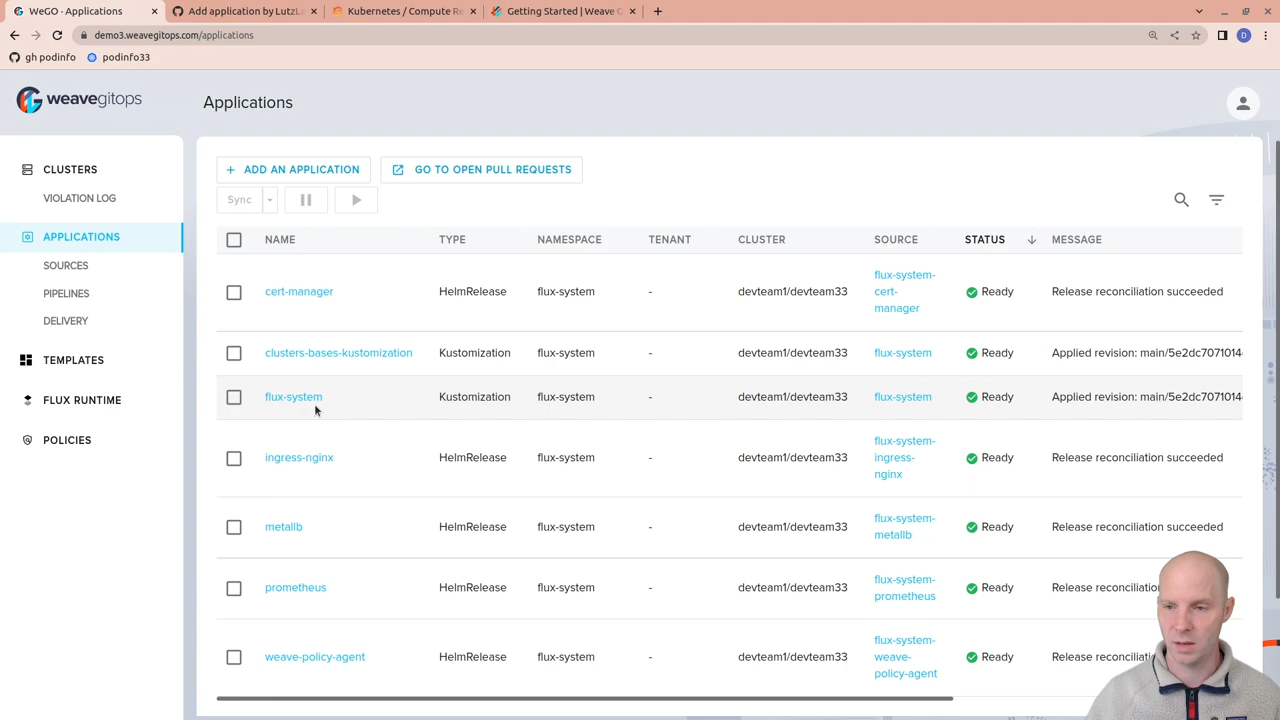 WeGO - Applications
Add application by LutzL
Kubernetes / Compute Re
Getting Started | Weave G
demo3.weavegitops.com/applications
D
gh podinfo
podinfo33
weavegitops
Applications
CLUSTERS
VIOLATION LOG
APPLICATIONS
SOURCES
PIPELINES
DELIVERY
TEMPLATES
FLUX RUNTIME
POLICIES
+ ADD AN APPLICATION
GO TO OPEN PULL REQUESTS
Sync
NAME TYPE NAMESPACE TENANT CLUSTER SOURCE STATUS MESSAGE
cert-manager HelmRelease flux-system - devteam1/devteam33 flux-system-
cert-
manager Ready Release reconciliation succeeded
clusters-bases-kustomization Kustomization flux-system - devteam1/devteam33 flux-system Ready Applied revision: main/5e2dc7071014
flux-system Kustomization flux-system - devteam1/devteam33 flux-system Ready Applied revision: main/5e2dc7071014
ingress-nginx HelmRelease flux-system - devteam1/devteam33 flux-system-
ingress-
nginx Ready Release reconciliation succeeded
metallb HelmRelease flux-system - devteam1/devteam33 flux-system-
metallb Ready Release reconciliation succeeded
prometheus HelmRelease flux-system - devteam1/devteam33 flux-system-
prometheus Ready Release reconciliatio
weave-policy-agent HelmRelease flux-system - devteam1/devteam33 flux-system-
weave-
policy-agent Ready Release reconciliati